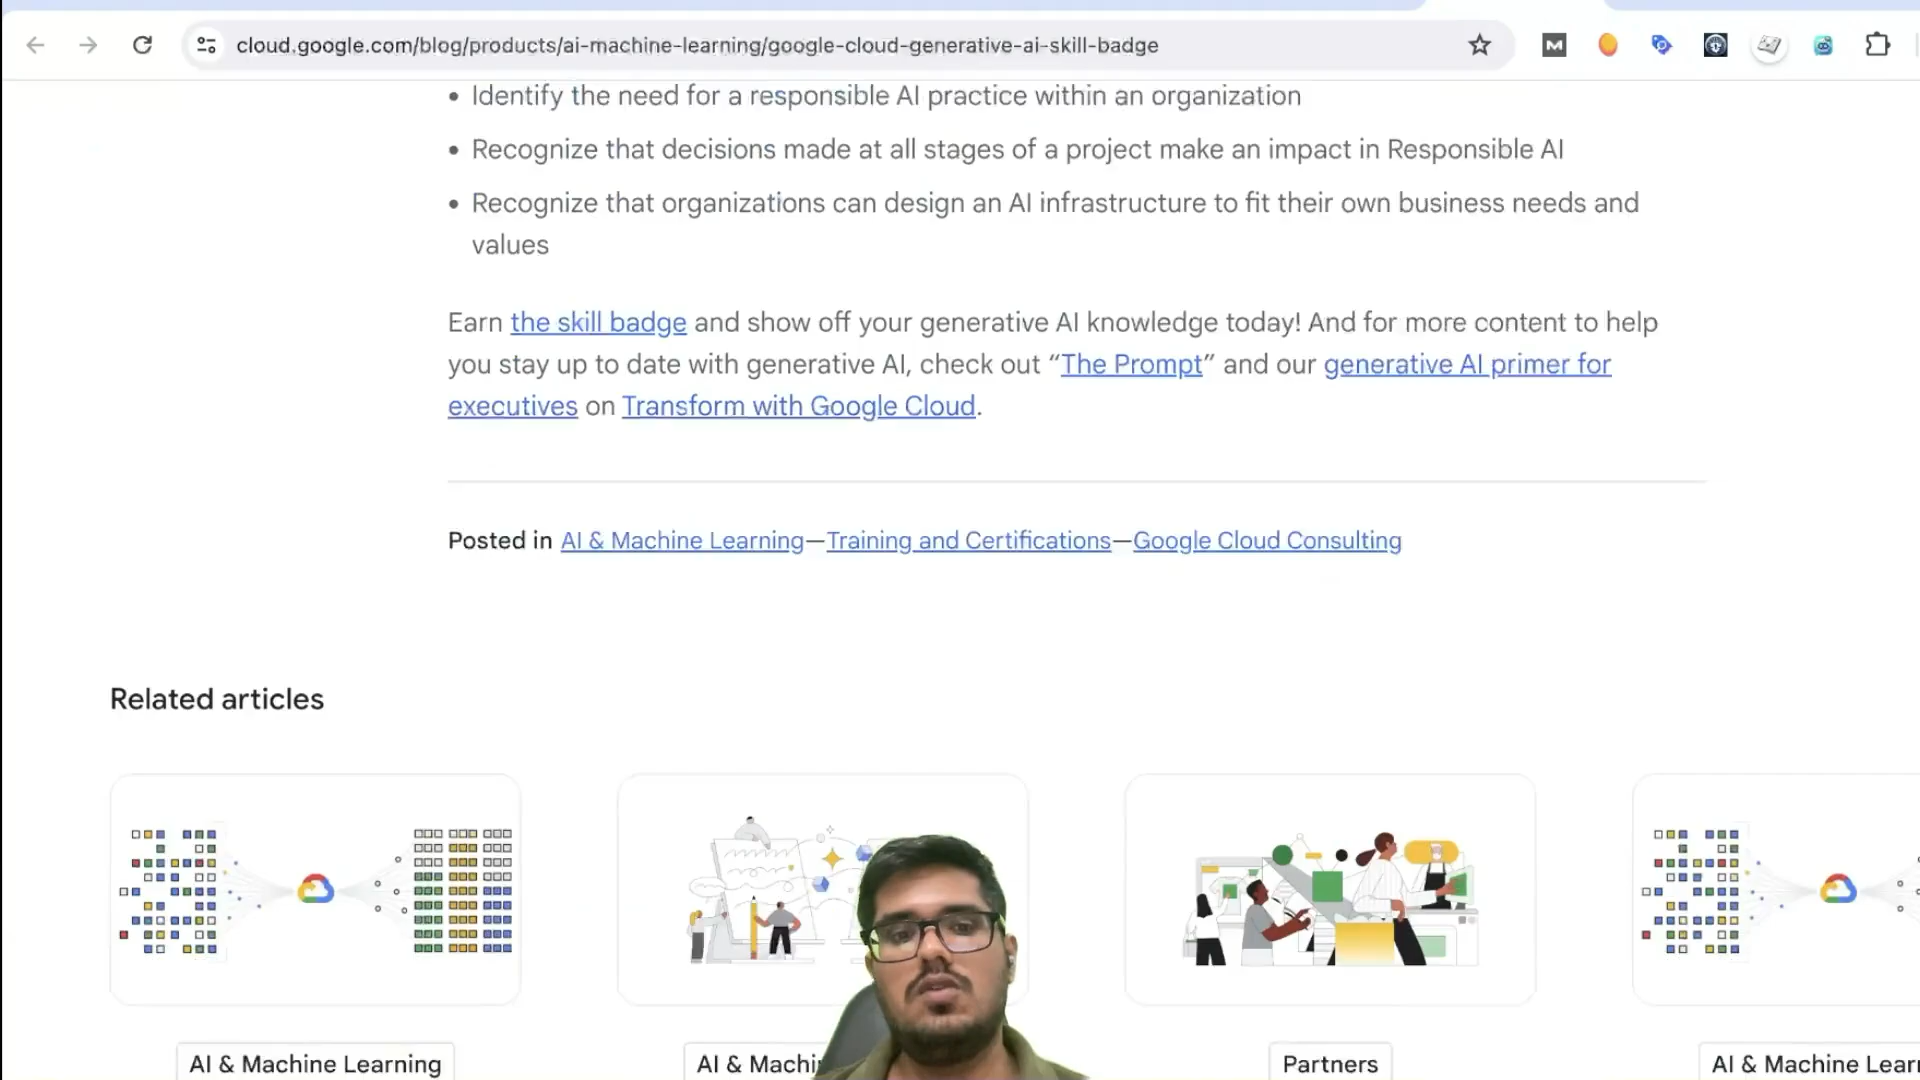 cloud.google.com/blog/products/ai-machine-learning/google-cloud-generative-ai-skill-badge
• Identify the need for a responsible AI practice within an organization
• Recognize that decisions made at all stages of a project make an impact in Responsible AI
• Recognize that organizations can design an AI infrastructure to fit their own business needs and
values
Earn the skill badge and show off your generative AI knowledge today! And for more content to help
you stay up to date with generative AI, check out “The Prompt” and our generative AI primer for
executives on Transform with Google Cloud.
Posted in AI & Machine Learning—Training and Certifications—Google Cloud Consulting
Related articles
AI & Machine Learning
AI & Machi
Partners
AI & Machine Lear